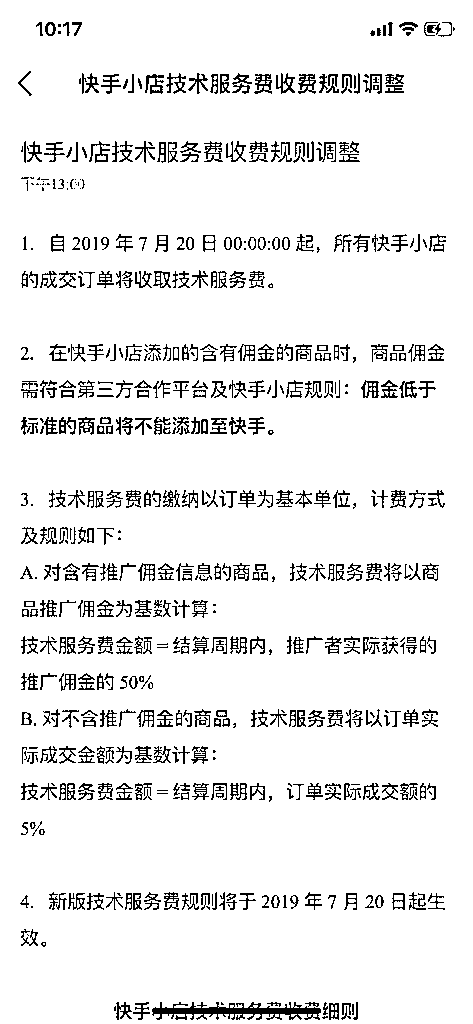 10:17
快手小店技术服务费收费规则调整
快手小店技术服务费收费规则调整
下午13:00
1. 自 2019 年 7 月 20 日 00:00:00 起，所有快手小店
的成交订单将收取技术服务费。
2. 在快手小店添加的含有佣金的商品时，商品佣金
需符合第三方合作平台及快手小店规则：佣金低于
标准的商品将不能添加至快手。
3. 技术服务费的缴纳以订单为基本单位，计费方式
及规则如下：
A. 对含有推广佣金信息的商品，技术服务费将以商
品推广佣金为基数计算：
技术服务费金额＝结算周期内，推广者实际获得的
推广佣金的 50%
B. 对不含推广佣金的商品，技术服务费将以订单实
际成交金额为基数计算：
技术服务费金额＝结算周期内，订单实际成交额的
5%
4. 新版技术服务费规则将于 2019 年 7 月 20 日起生
效。
快手小店技术服务费收费细则